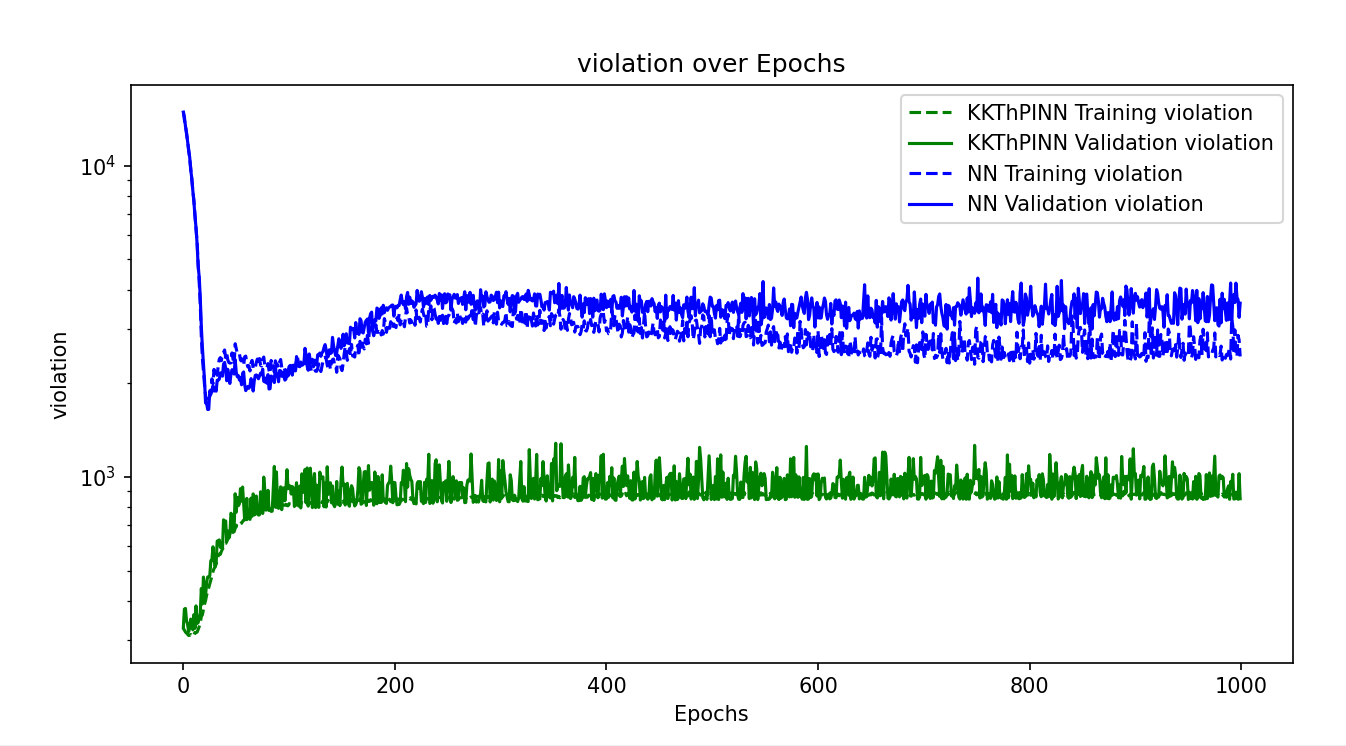 violation over Epochs
KKThPINN Training violation
KKThPINN Validation violation
NN Training violation
NN Validation violation
violation
10^4
10^3
0 200 400 600 800 1000
Epochs